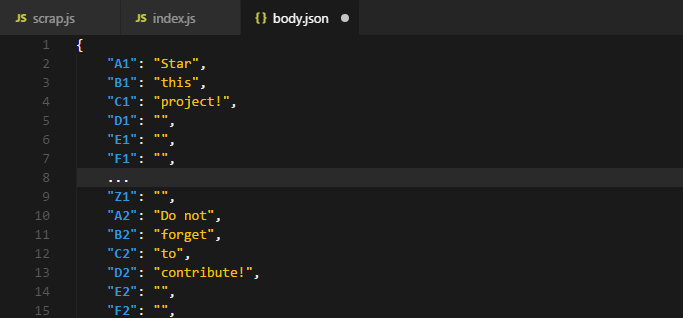 JS scrap.js JS index.js {} body.json
1 {
2 "A1": "Star",
3 "B1": "this",
4 "C1": "project!",
5 "D1": "",
6 "E1": "",
7 "F1": "",
8 ...
9 "Z1": "",
10 "A2": "Do not",
11 "B2": "forget",
12 "C2": "to",
13 "D2": "contribute!",
14 "E2": "",
15 "F2": "",